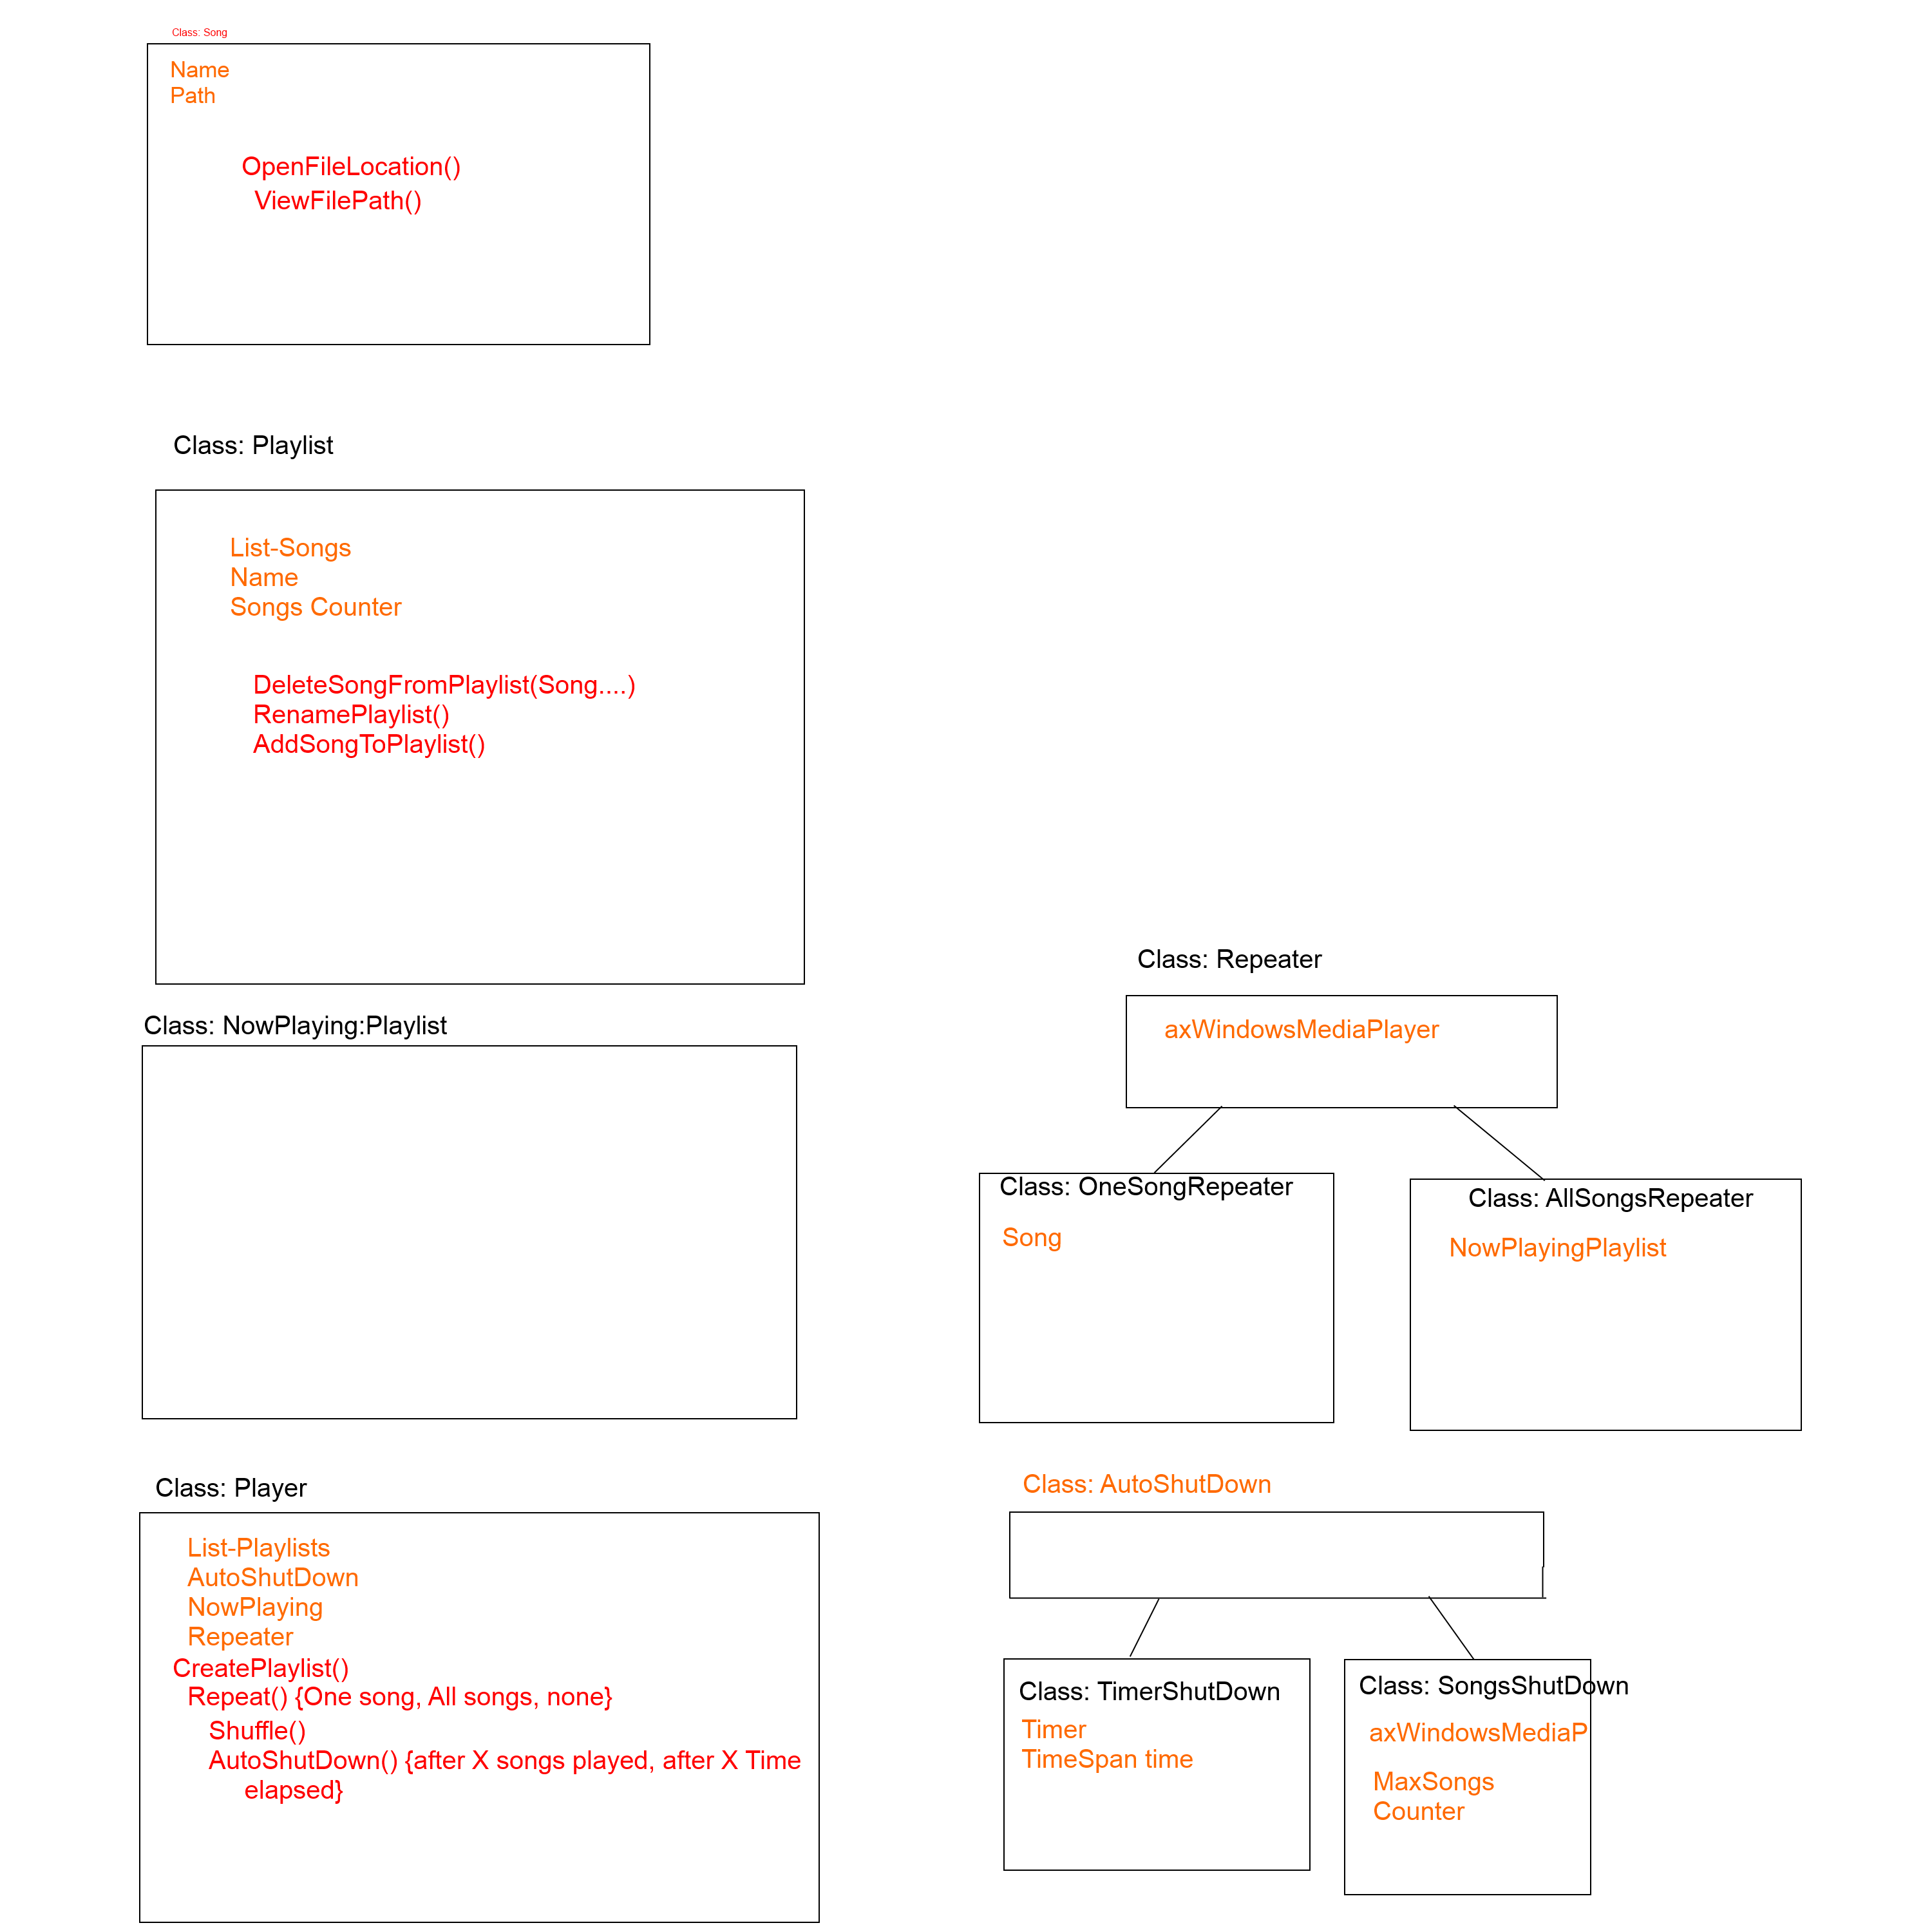 Class: Song
Name
Path
OpenFileLocation()
ViewFilePath()
Class: Playlist
List-Songs
Name
Songs Counter
DeleteSongFromPlaylist(Song....)
RenamePlaylist()
AddSongToPlaylist()
Class: NowPlaying:Playlist
Class: Player
List-Playlists
AutoShutDown
NowPlaying
Repeater
CreatePlaylist()
Repeat() {One song, All songs, none}
Shuffle()
AutoShutDown() {after X songs played, after X Time
elapsed}
Class: Repeater
axWindowsMediaPlayer
Class: OneSongRepeater
Song
Class: AllSongsRepeater
NowPlayingPlaylist
Class: AutoShutDown
Class: TimerShutDown
Timer
TimeSpan time
Class: SongsShutDown
axWindowsMediaP
MaxSongs
Counter